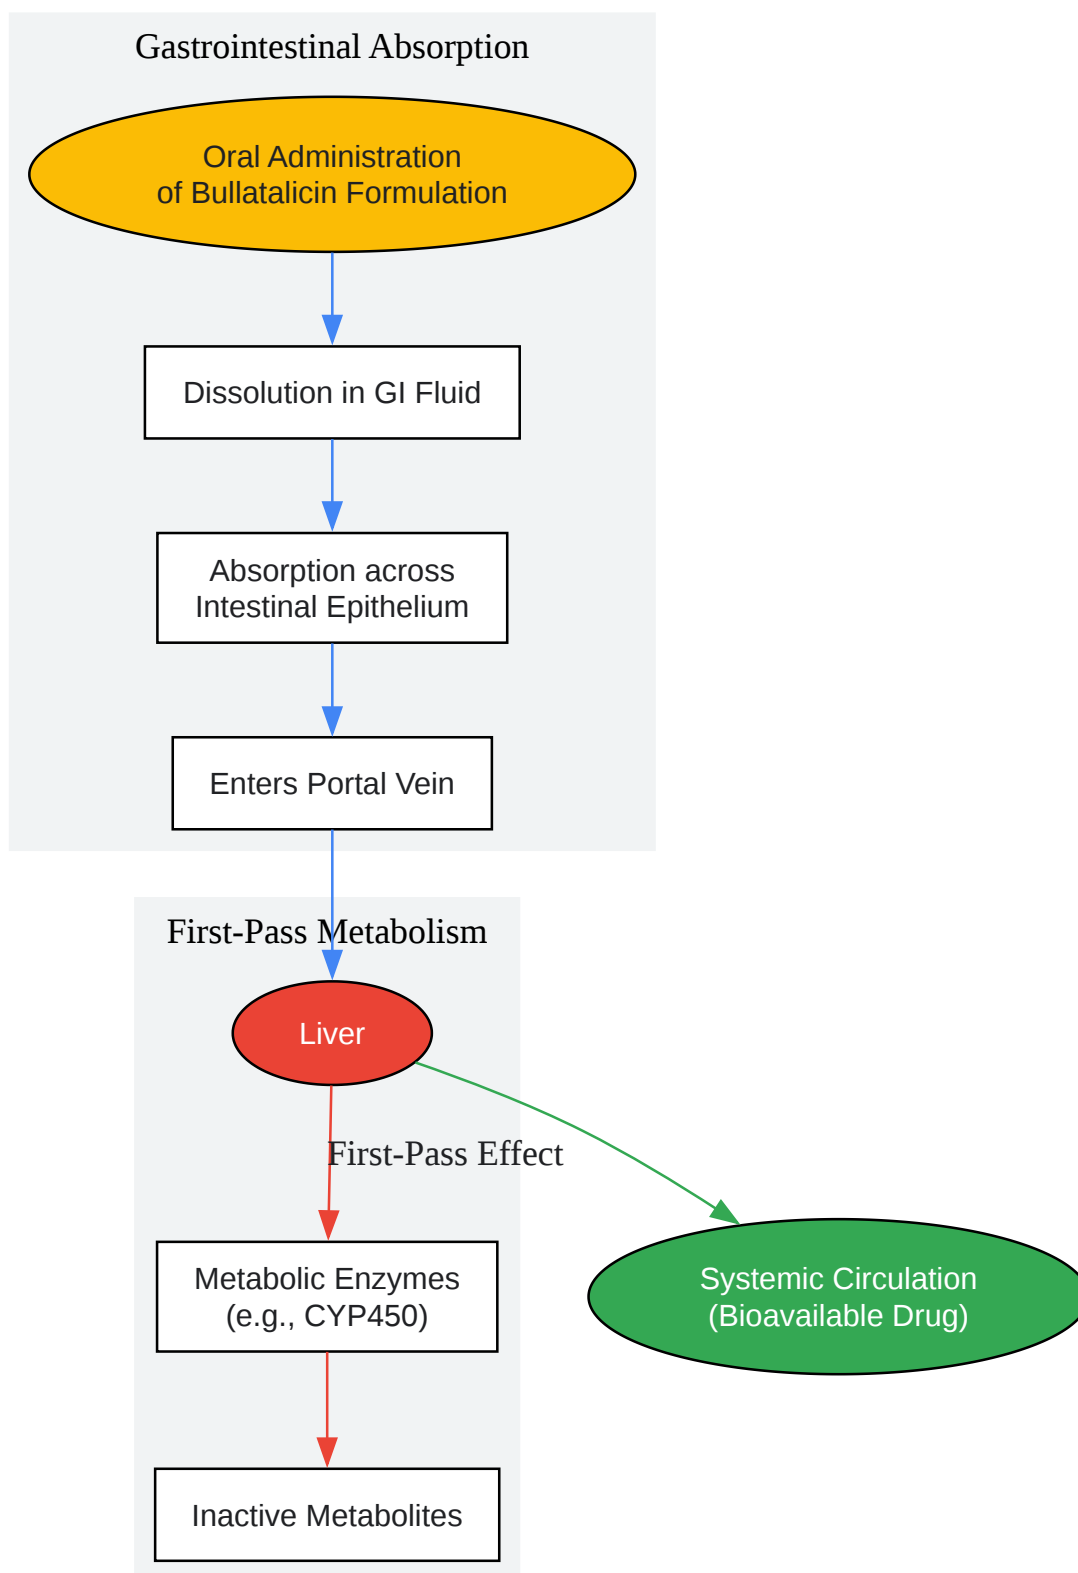 Gastrointestinal Absorption
Oral Administration
of Bullatalicin Formulation
Dissolution in GI Fluid
Absorption across
Intestinal Epithelium
Enters Portal Vein
First-Pass Metabolism
Liver
First-Pass Effect
Metabolic Enzymes
(e.g., CYP450)
Systemic Circulation
(Bioavailable Drug)
Inactive Metabolites